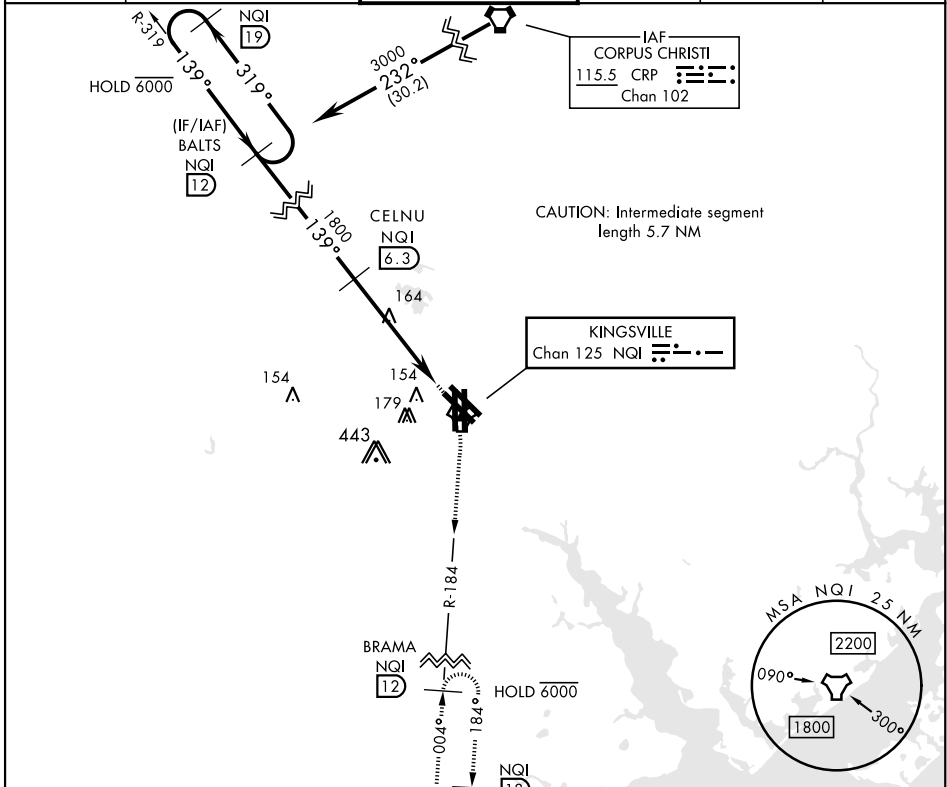 R-319
NQI
19
139°
319°
HOLD 6000
3000
232°
(30.2)
IAF
CORPUS CHRISTI
115.5 CRP
Chan 102
(IF/IAF)
BALTS
NQI
12
1800
139°
CELNU
NQI
6.3
CAUTION: Intermediate segment
length 5.7 NM
164
KINGSVILLE
Chan 125 NQI
154
154
179
443
R-184
BRAMA
NQI
12
HOLD 6000
004°
184°
NQI
MSA NQI 25 NM
2200
090°
1800
300°